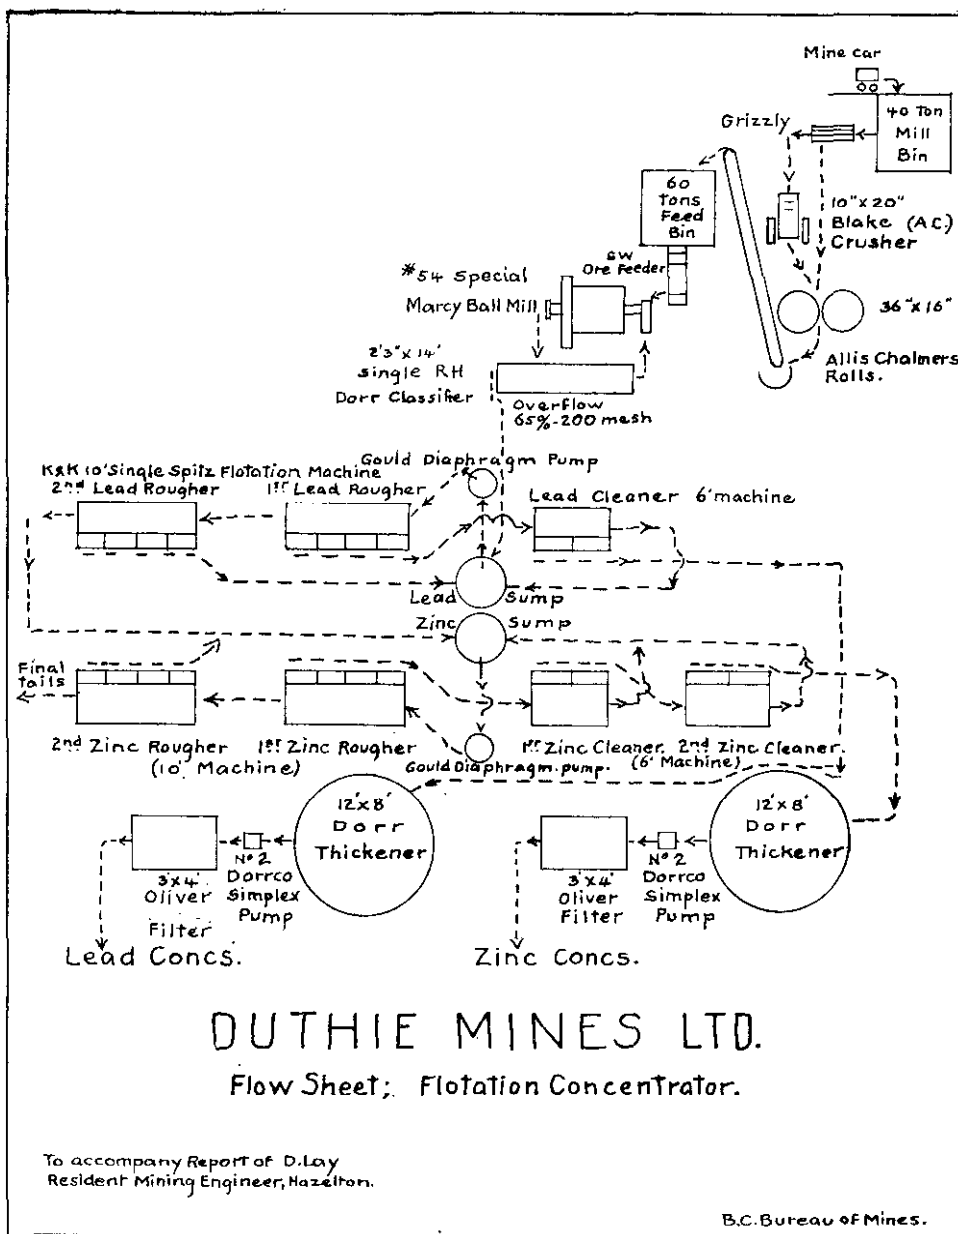 Mine car
40 Ton
Mill
Bin
Grizzly
60
Tons
Feed
Bin
10"x20"
Blake (A.C.)
Crusher
6W
Ore Feeder
#54 Special
Marcy Ball Mill
36"x16"
2'3"x14'
Single RH
Dorr Classifier
Allis Chalmers
Rolls.
Overflow
65%-200 mesh
Gould Diaphragm Pump
K&K 10' Single Spitz Flotation Machine
2nd Lead Rougher
1st Lead Rougher
Lead Cleaner 6' machine
Lead Sump
Zinc Sump
Final
tails
2nd Zinc Rougher
(10' Machine)
1st Zinc Rougher
Gould Diaphragm. pump.
1st Zinc Cleaner. 2nd Zinc Cleaner.
(6' Machine)
12'x8'
Dorr
Thickener
Nº 2
Dorrco
Simplex
Pump
3'x4'
Oliver
Filter
Lead Concs.
12'x8'
Dorr
Thickener
Nº 2
Dorrco
Simplex
Pump
3'x4'
Oliver
Filter
Zinc Concs.
DUTHIE MINES LTD.
Flow Sheet; Flotation Concentrator.
To accompany Report of D. Lay
Resident Mining Engineer, Hazelton.
B.C. Bureau of Mines.